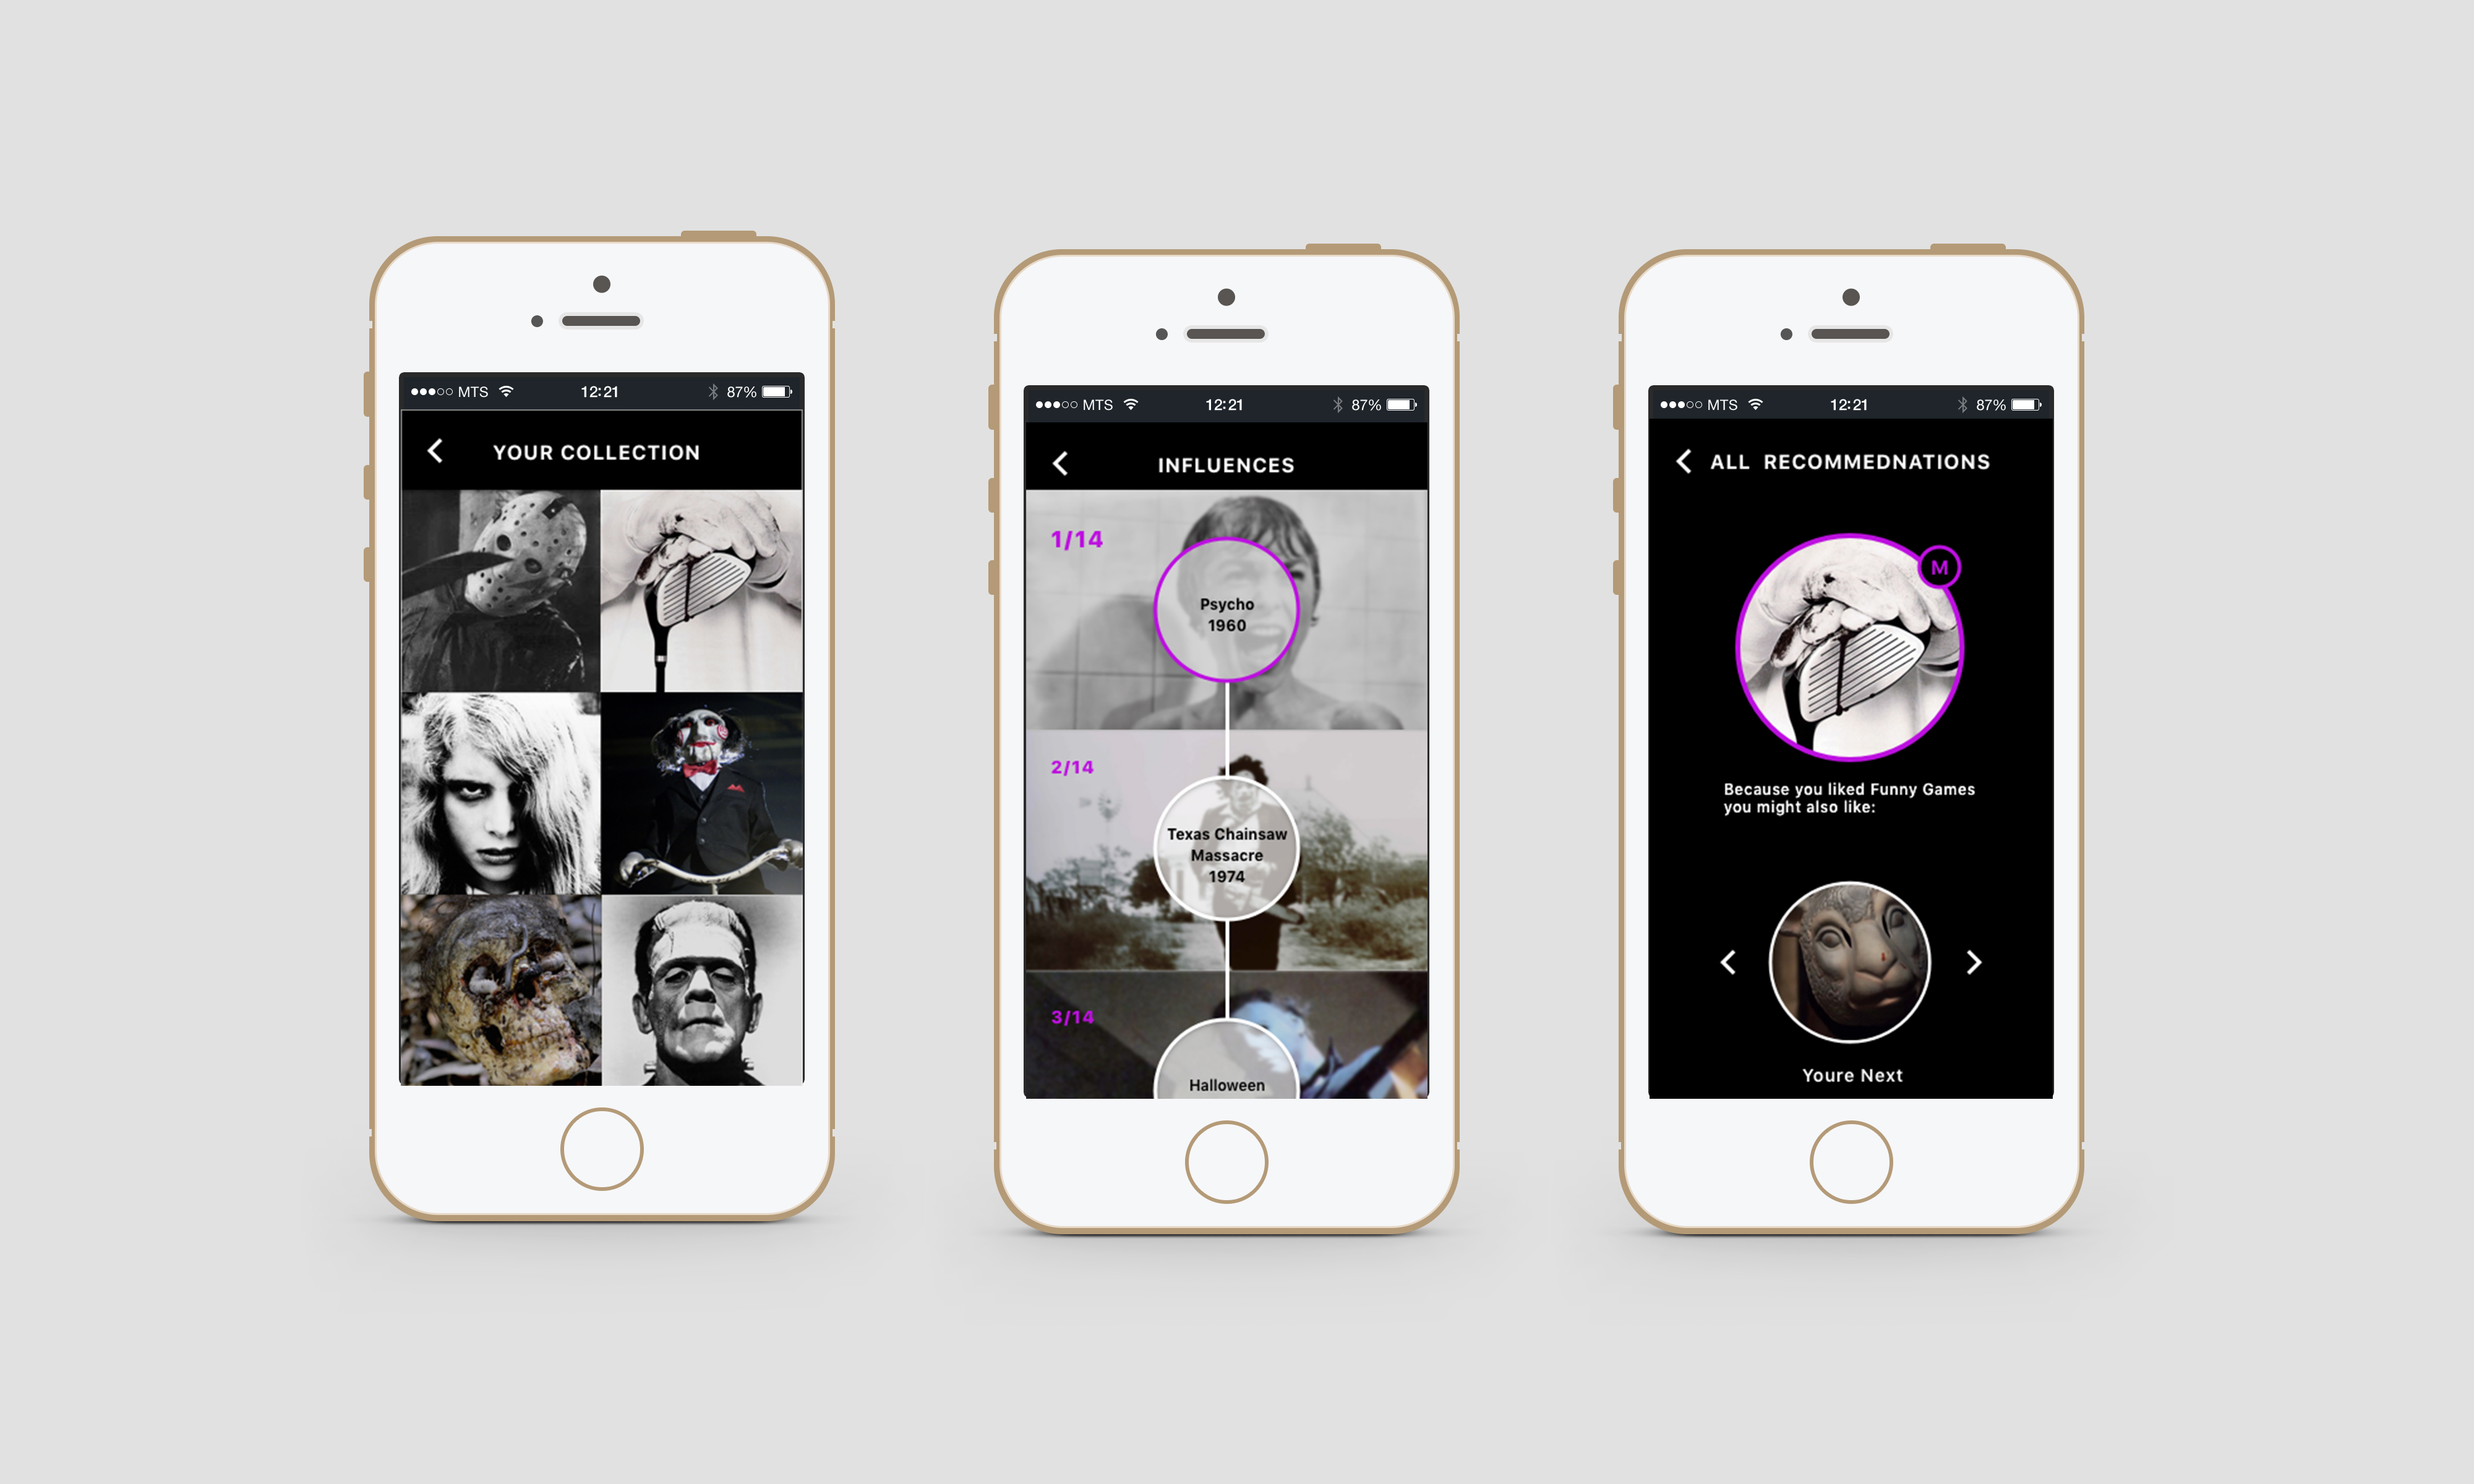 MTS 12:21 87%
YOUR COLLECTION
MTS 12:21 87%
INFLUENCES
1/14
Psycho
1960
2/14
Texas Chainsaw
Massacre
1974
3/14
Halloween
MTS 12:21 87%
ALL RECOMMEDNATIONS
M
Because you liked Funny Games
you might also like:
Youre Next